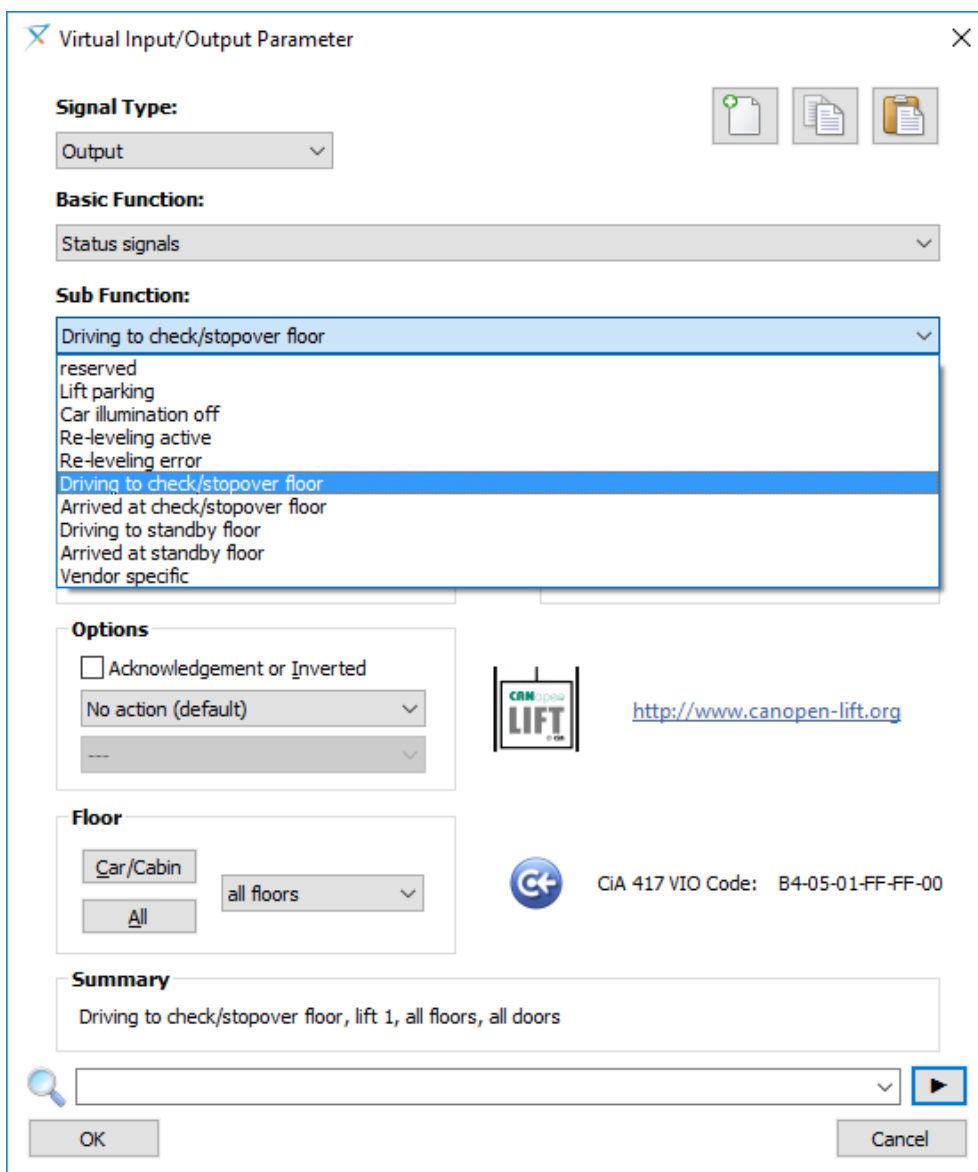 Virtual Input/Output Parameter
Signal Type:
Output
Basic Function:
Status signals
Sub Function:
Driving to check/stopover floor
reserved
Lift parking
Car illumination off
Re-leveling active
Re-leveling error
Driving to check/stopover floor
Arrived at check/stopover floor
Driving to standby floor
Arrived at standby floor
Vendor specific
Options
Acknowledgement or Inverted
No action (default)
---
CANopen
LIFT
© CiA
http://www.canopen-lift.org
Floor
Car/Cabin
All
all floors
CiA 417 VIO Code: B4-05-01-FF-FF-00
Summary
Driving to check/stopover floor, lift 1, all floors, all doors
OK
Cancel